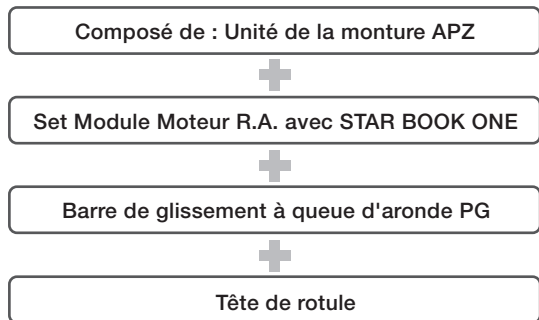 Composé de : Unité de la monture APZ
Set Module Moteur R.A. avec STAR BOOK ONE
Barre de glissement à queue d'aronde PG
Tête de rotule